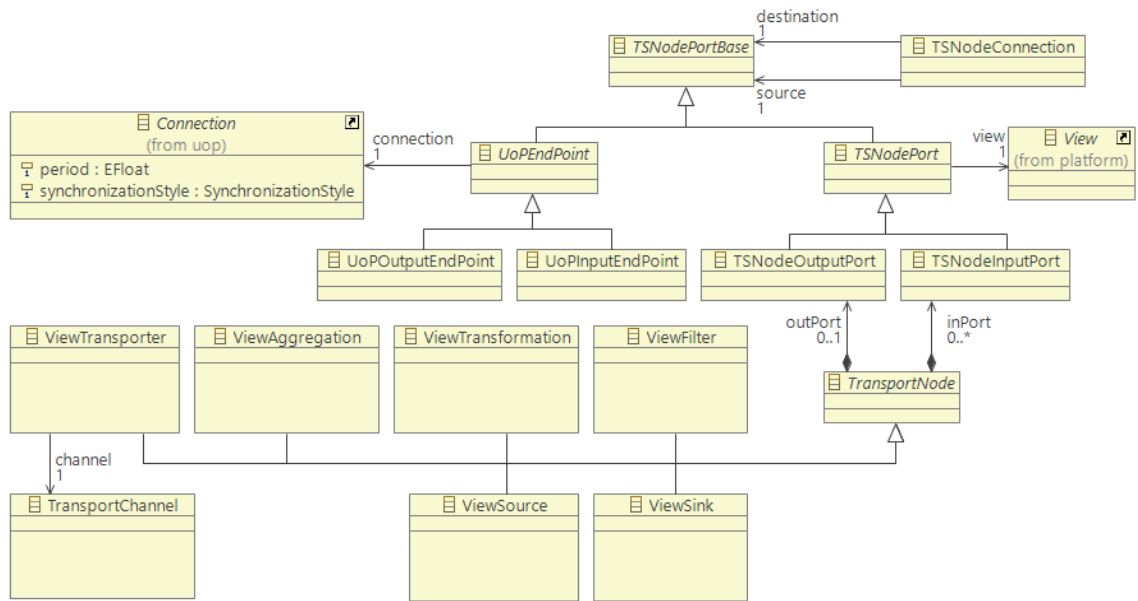 destination
1
TSNodePortBase
TSNodeConnection
source
1
Connection
(from uop)
period : EFloat
synchronizationStyle : SynchronizationStyle
connection
1
UoPEndPoint
TSNodePort
view
1
View
(from platform)
UoPOutputEndPoint
UoPInputEndPoint
TSNodeOutputPort
TSNodeInputPort
outPort
0..1
inPort
0..*
ViewTransporter
ViewAggregation
ViewTransformation
ViewFilter
TransportNode
channel
1
TransportChannel
ViewSource
ViewSink